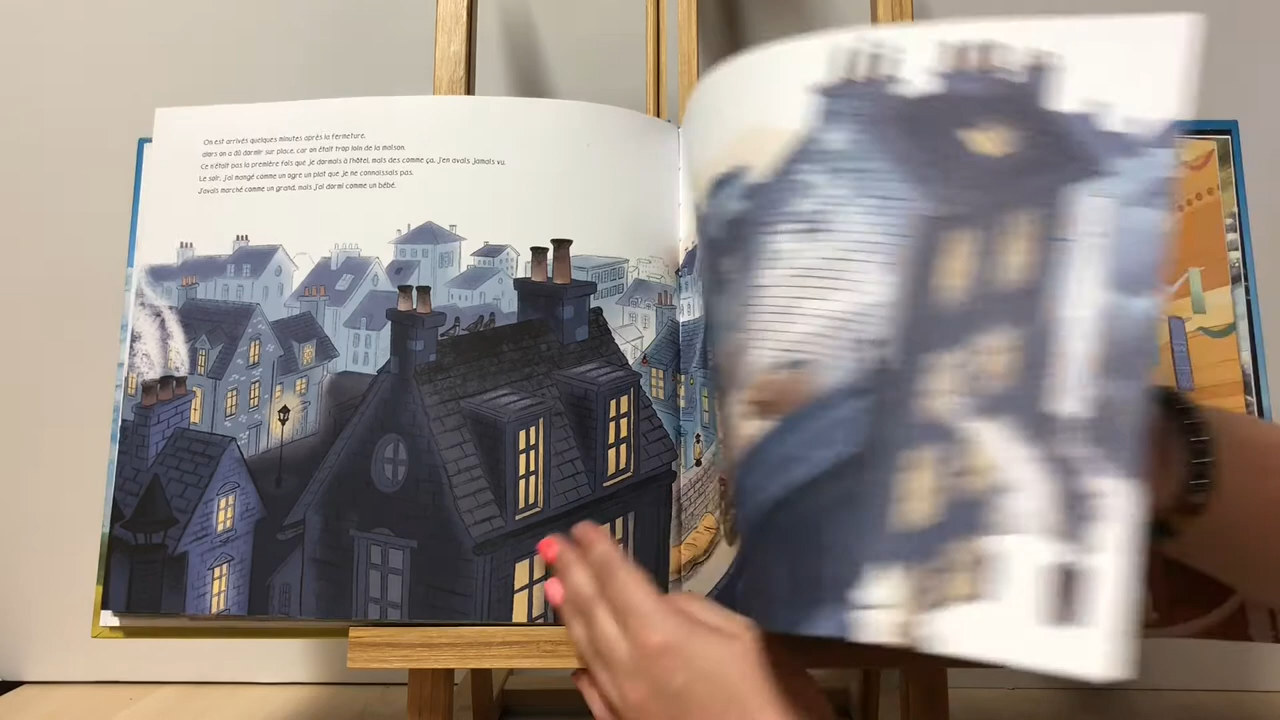 On est arrivés quelques minutes après la fermeture,
alors on a dû dormir sur place, car on était trop loin de la maison.
Ce n'était pas la première fois que je dormais à l'hôtel, mais des comme ça, j'en avais jamais vu.
Le soir, j'ai mangé comme un ogre un plat que je ne connaissais pas.
J'avais marché comme un grand, mais j'ai dormi comme un bébé.